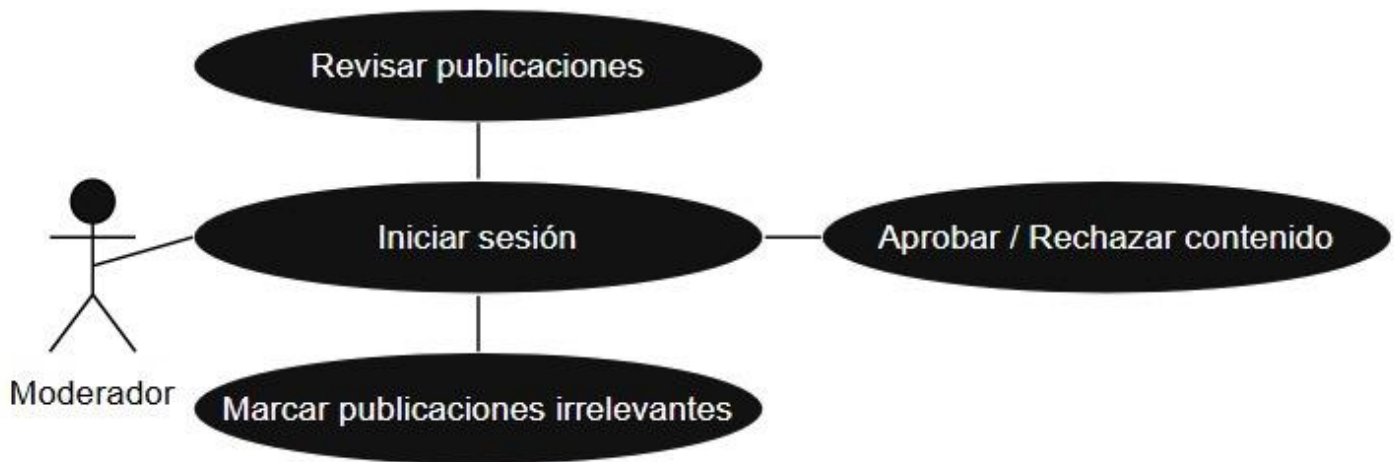 Revisar publicaciones
Iniciar sesión
Aprobar / Rechazar contenido
Moderador
Marcar publicaciones irrelevantes